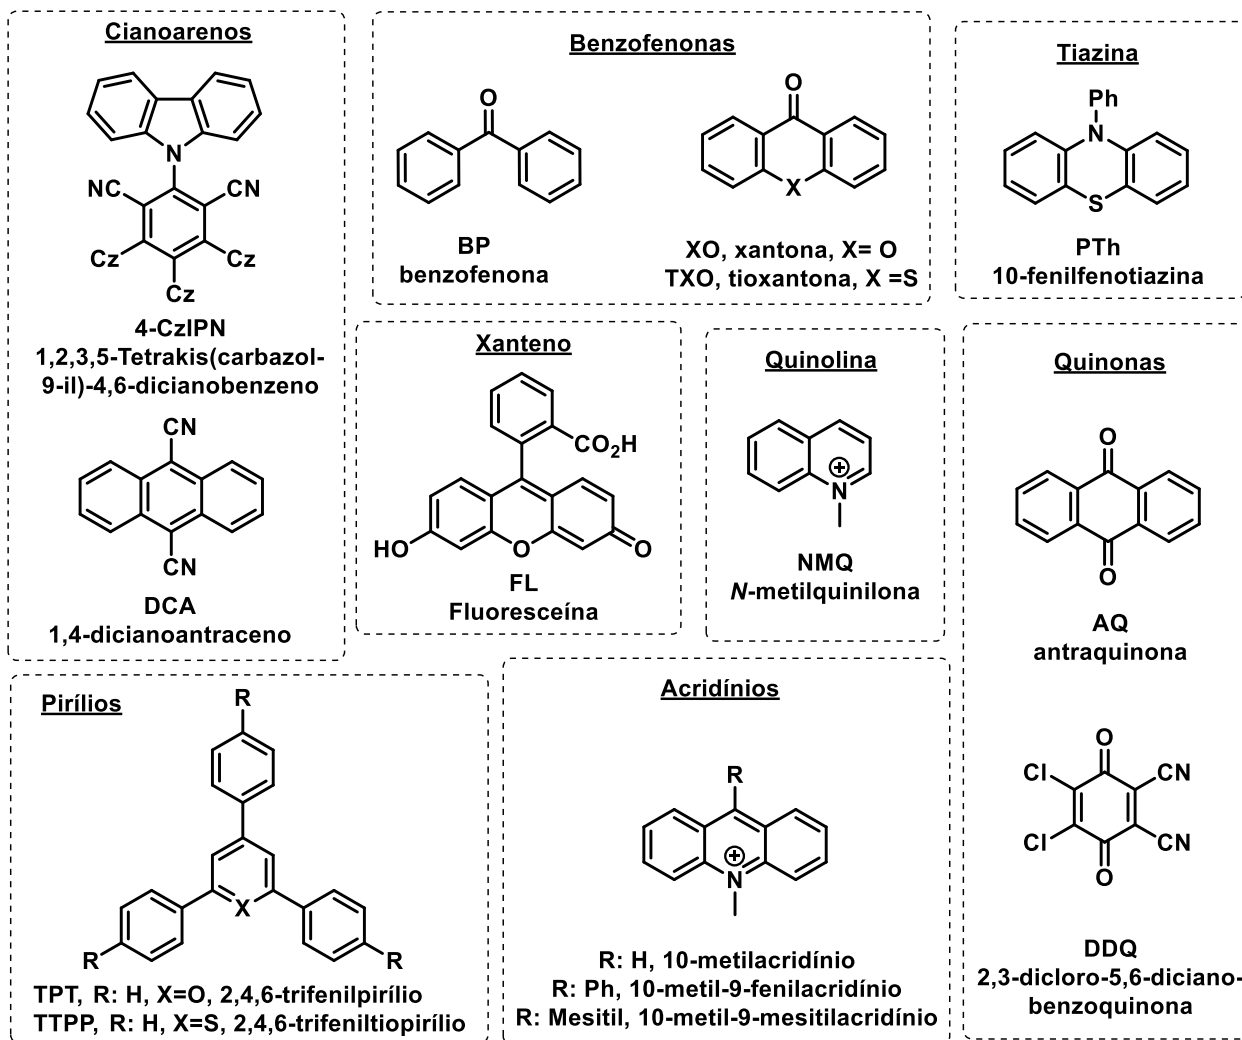 Cianoarenos
N
NC
CN
Cz
Cz
Cz
4-CzIPN
1,2,3,5-Tetrakis(carbazol-
9-il)-4,6-dicianobenzeno
CN
CN
DCA
1,4-dicianoantraceno
Benzofenonas
O
BP
benzofenona
O
X
XO, xantona, X= O
TXO, tioxantona, X =S
Tiazina
Ph
N
S
PTh
10-fenilfenotiazina
Xanteno
CO2H
HO
O
O
FL
Fluoresceína
Quinolina
N
NMQ
N-metilquinilona
Quinonas
O
O
AQ
antraquinona
O
Cl
CN
Cl
CN
O
DDQ
2,3-dicloro-5,6-diciano-
benzoquinona
Pirílios
R
X
R
R
TPT, R: H, X=O, 2,4,6-trifenilpirílio
TTPP, R: H, X=S, 2,4,6-trifeniltiopirílio
Acridínios
R
N
R: H, 10-metilacridínio
R: Ph, 10-metil-9-fenilacridínio
R: Mesitil, 10-metil-9-mesitilacridínio